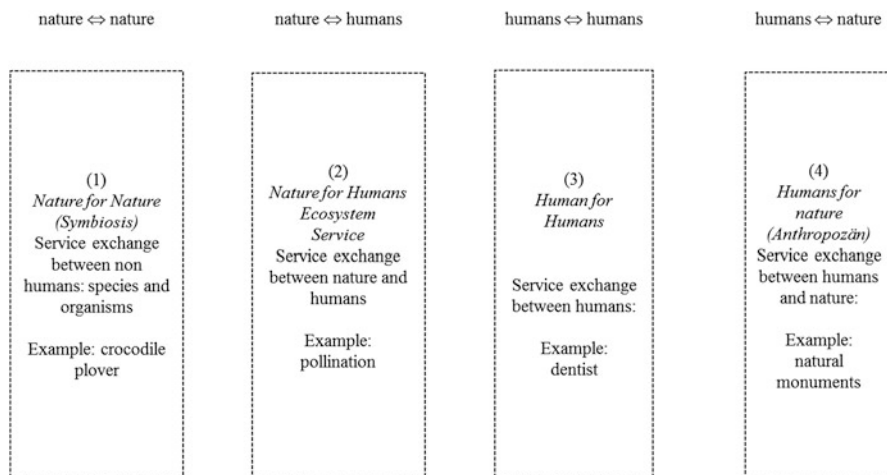 nature ⇔ nature
nature ⇔ humans
humans ⇔ humans
humans ⇔ nature
(1)
Nature for Nature
(Symbiosis)
Service exchange
between non
humans: species and
organisms
Example: crocodile
plover
(2)
Nature for Humans
Ecosystem
Service
Service exchange
between nature and
humans
Example:
pollination
(3)
Human for
Humans
Service exchange
between humans:
Example:
dentist
(4)
Humans for
nature
(Anthropozän)
Service exchange
between humans
and nature:
Example:
natural
monuments